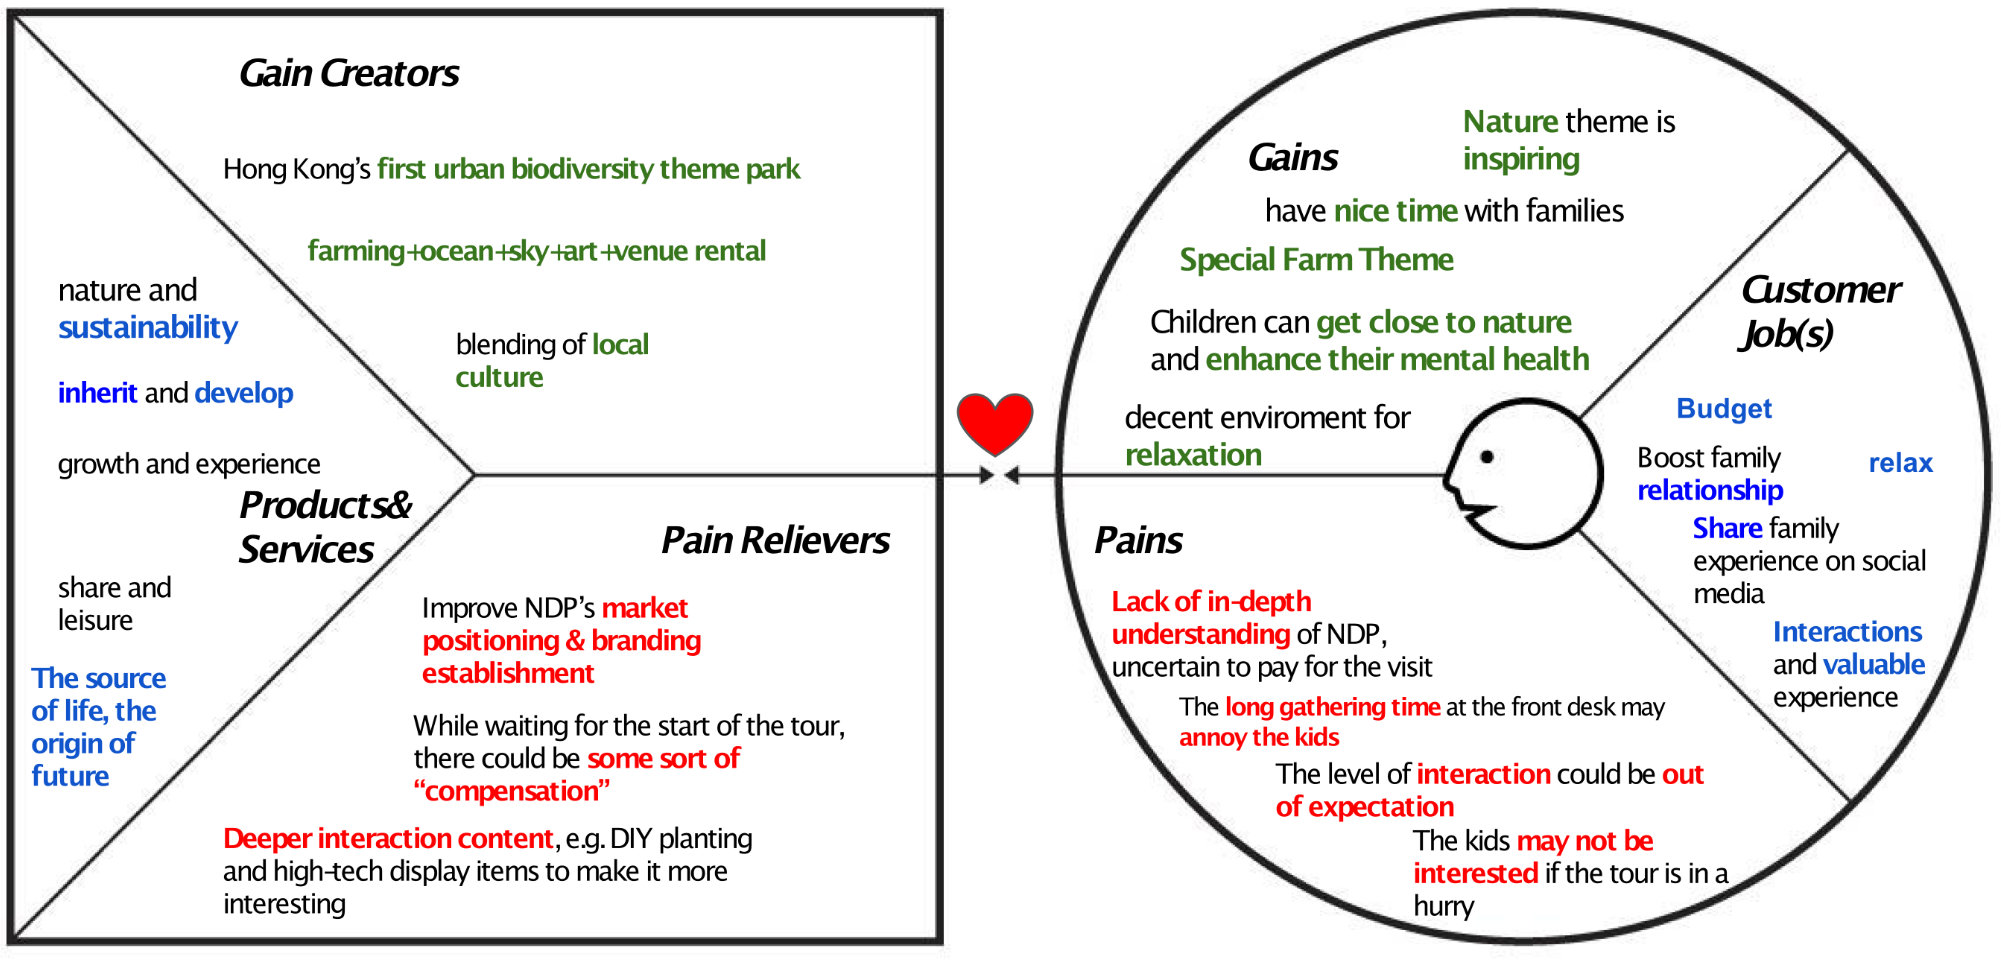 Gain Creators
Hong Kong's first urban biodiversity theme park
farming+ocean+sky+art+venue rental
blending of local
culture
nature and
sustainability
inherit and develop
growth and experience
Products&
Services
share and
leisure
The source
of life, the
origin of
future
Pain Relievers
Improve NDP’s market
positioning & branding
establishment
While waiting for the start of the tour,
there could be some sort of
“compensation”
Deeper interaction content, e.g. DIY planting
and high-tech display items to make it more
interesting
Gains
Nature theme is
inspiring
have nice time with families
Special Farm Theme
Children can get close to nature
and enhance their mental health
decent enviroment for
relaxation
Customer
Job(s)
Budget
Boost family
relationship
relax
Share family
experience on social
media
Interactions
and valuable
experience
Pains
Lack of in-depth
understanding of NDP,
uncertain to pay for the visit
The long gathering time at the front desk may
annoy the kids
The level of interaction could be out
of expectation
The kids may not be
interested if the tour is in a
hurry